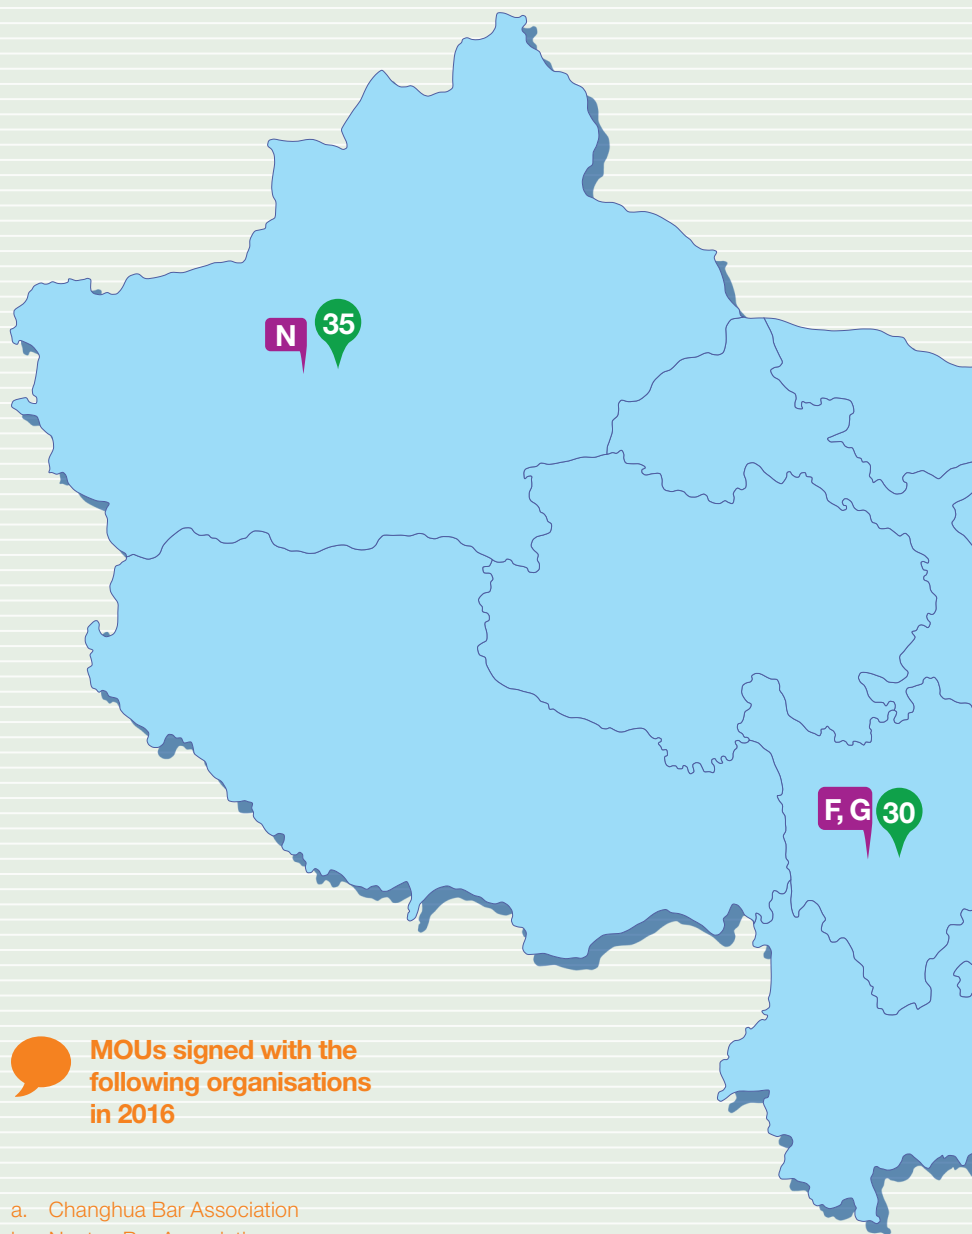 N
35
F, G
30
MOUs signed with the
following organisations
in 2016
a. Changhua Bar Association